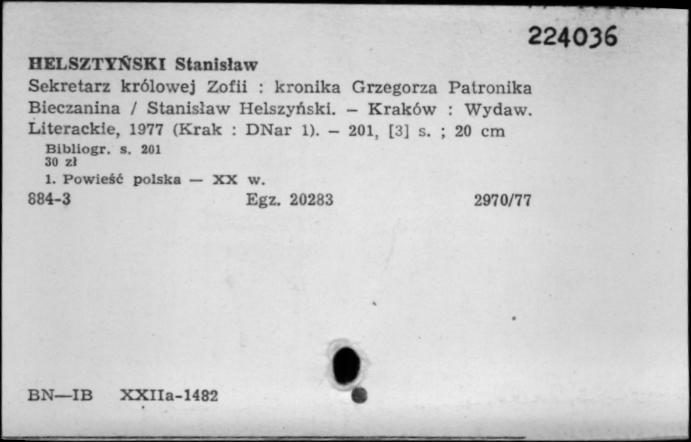 224036
HELSZTYŃSKI Stanisław
Sekretarz królowej Zofii : kronika Grzegorza Patronika
Bieczanina / Stanisław Helszyński. — Kraków : Wydaw.
Literackie, 1977 (Krak : DNar 1). — 201, [3] s. ; 20 cm
Bibliogr. s. 201
30 zł
1. Powieść polska — XX w.
884-3 Egz. 20283 2970/77
BN—IB XXIIa-1482